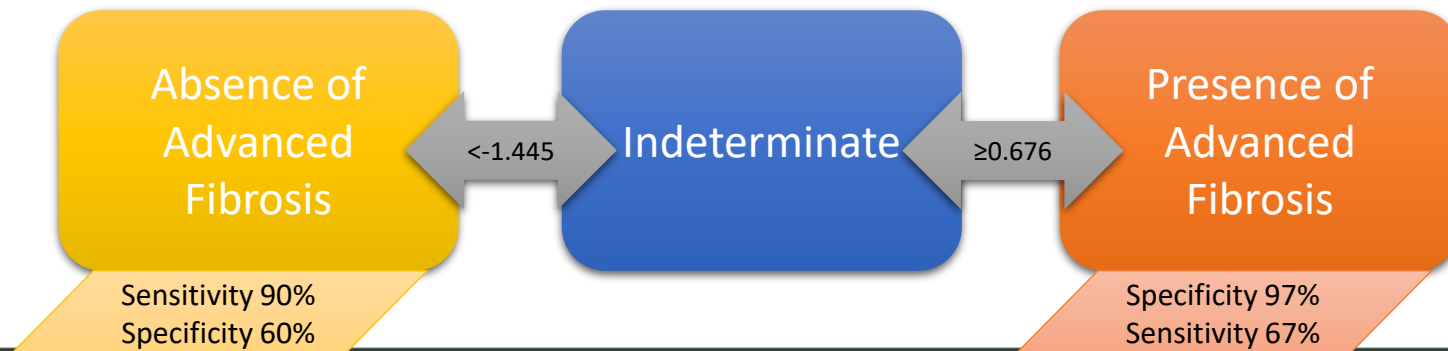 Absence of
Advanced
Fibrosis
<-1.445
Indeterminate
≥0.676
Presence of
Advanced
Fibrosis
Sensitivity 90%
Specificity 60%
Specificity 97%
Sensitivity 67%